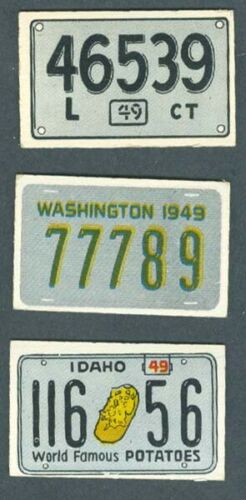 46539
L 49 CT
WASHINGTON 1949
77789
IDAHO 49
116 56
World Famous POTATOES